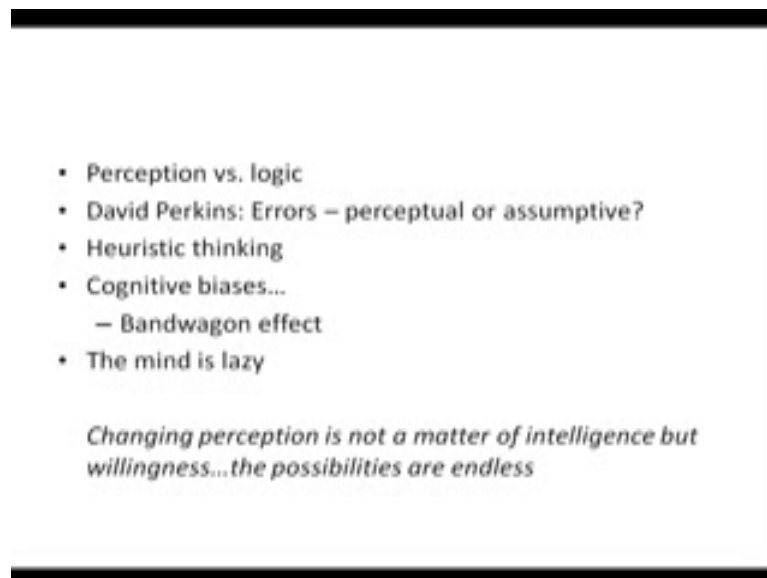 • Perception vs. logic
• David Perkins: Errors – perceptual or assumptive?
• Heuristic thinking
• Cognitive biases...
– Bandwagon effect
• The mind is lazy
Changing perception is not a matter of intelligence but
willingness...the possibilities are endless